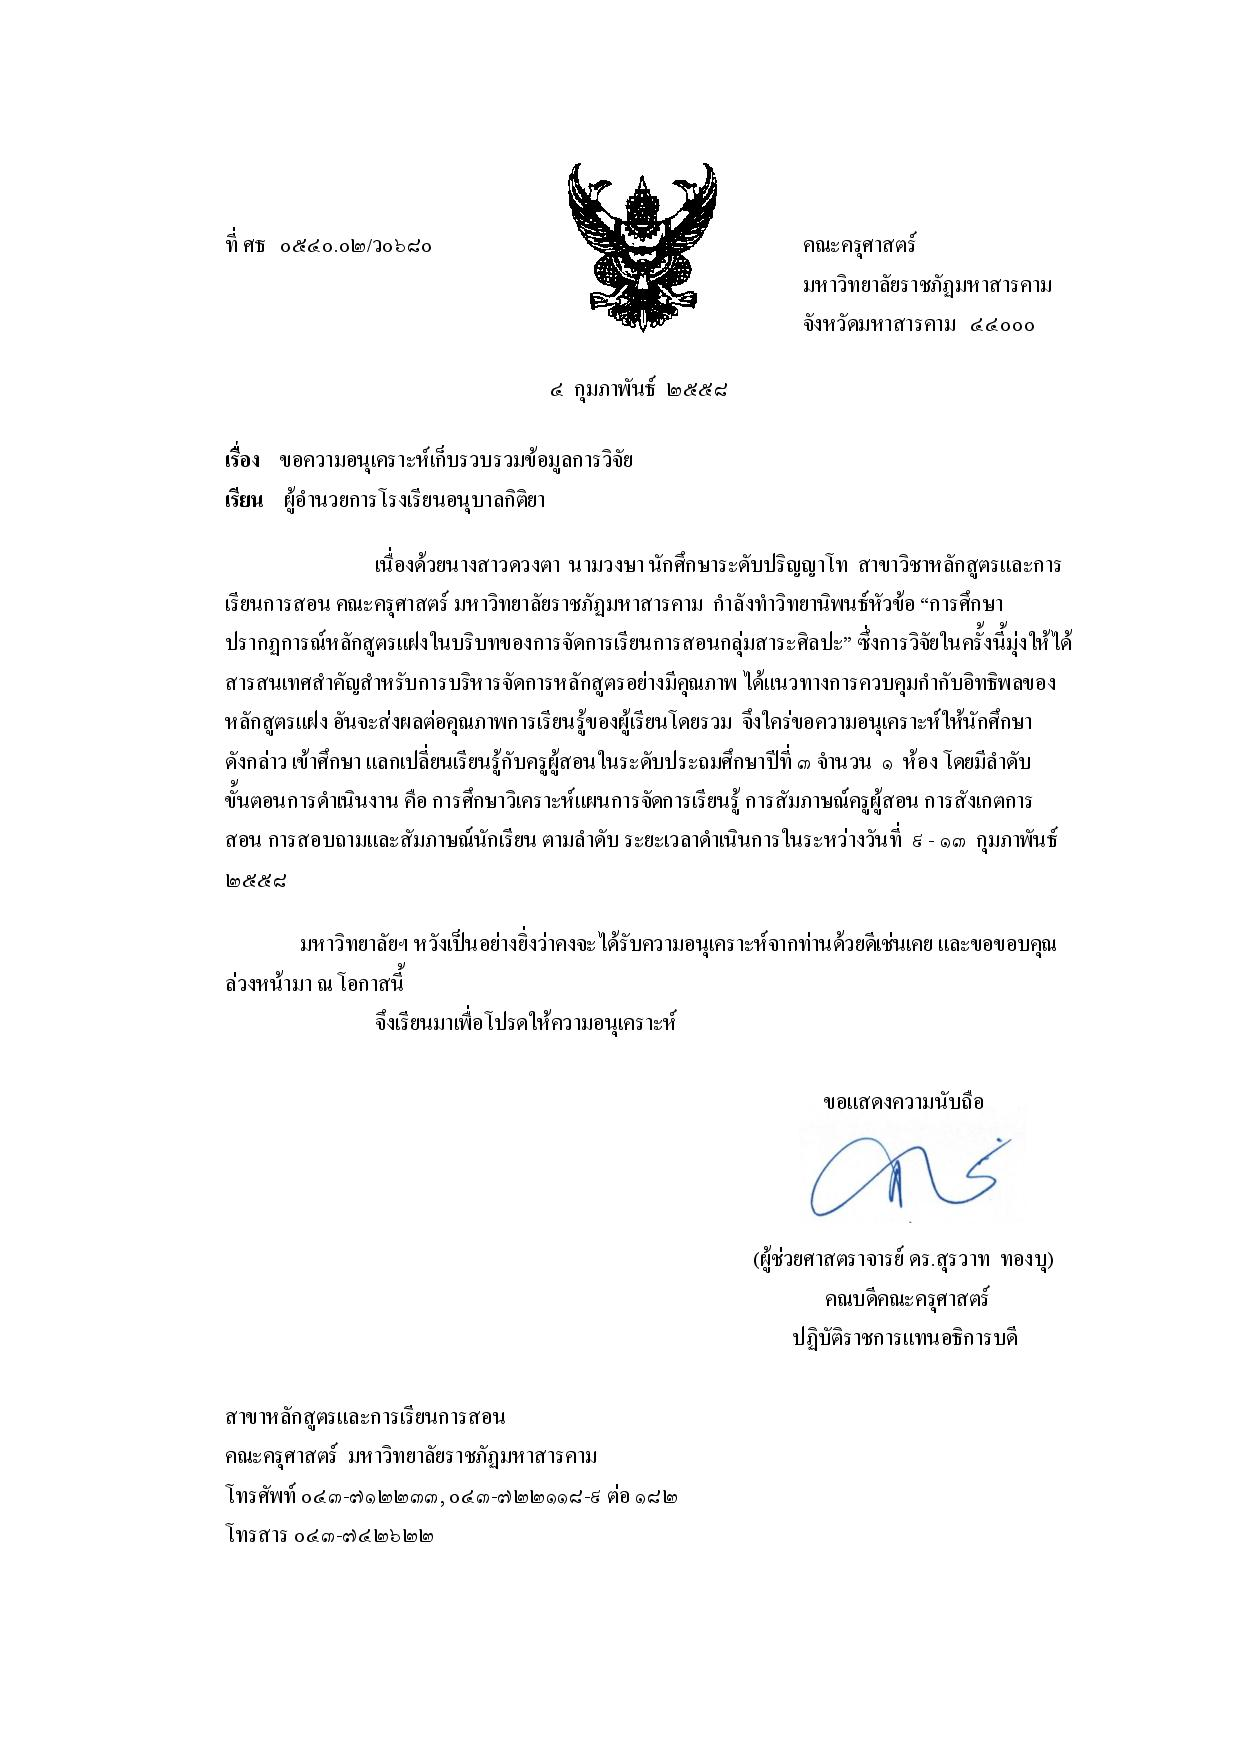 ที่ ศธ ๐๕๔๐.๐๒/ว๐๖๘๐
คณะครุศาสตร์
มหาวิทยาลัยราชภัฏมหาสารคาม
จังหวัดมหาสารคาม ๔๔๐๐๐
๔ กุมภาพันธ์ ๒๕๕๘
เรื่อง ขอความอนุเคราะห์เก็บรวบรวมข้อมูลการวิจัย
เรียน ผู้อำนวยการโรงเรียนอนุบาลกิติยา
เนื่องด้วยนางสาวดวงตา นามวงษา นักศึกษาระดับปริญญาโท สาขาวิชาหลักสูตรและการ
เรียนการสอน คณะครุศาสตร์ มหาวิทยาลัยราชภัฏมหาสารคาม กำลังทำวิทยานิพนธ์หัวข้อ “การศึกษา
ปรากฏการณ์หลักสูตรแฝงในบริบทของการจัดการเรียนการสอนกลุ่มสาระศิลปะ” ซึ่งการวิจัยในครั้งนี้มุ่งให้ได้
สารสนเทศสำคัญสำหรับการบริหารจัดการหลักสูตรอย่างมีคุณภาพ ได้แนวทางการควบคุมกำกับอิทธิพลของ
หลักสูตรแฝง อันจะส่งผลต่อคุณภาพการเรียนรู้ของผู้เรียนโดยรวม จึงใคร่ขอความอนุเคราะห์ให้นักศึกษา
ดังกล่าว เข้าศึกษา แลกเปลี่ยนเรียนรู้กับครูผู้สอนในระดับประถมศึกษาปีที่ ๓ จำนวน ๑ ห้อง โดยมีลำดับ
ขั้นตอนการดำเนินงาน คือ การศึกษาวิเคราะห์แผนการจัดการเรียนรู้ การสัมภาษณ์ครูผู้สอน การสังเกตการ
สอน การสอบถามและสัมภาษณ์นักเรียน ตามลำดับ ระยะเวลาดำเนินการในระหว่างวันที่ ๙ - ๑๓ กุมภาพันธ์
๒๕๕๘
มหาวิทยาลัยฯ หวังเป็นอย่างยิ่งว่าคงจะได้รับความอนุเคราะห์จากท่านด้วยดีเช่นเคย และขอขอบคุณ
ล่วงหน้ามา ณ โอกาสนี้
จึงเรียนมาเพื่อโปรดให้ความอนุเคราะห์
ขอแสดงความนับถือ
(ผู้ช่วยศาสตราจารย์ ดร.สุรวาท ทองบุ)
คณบดีคณะครุศาสตร์
ปฏิบัติราชการแทนอธิการบดี
สาขาหลักสูตรและการเรียนการสอน
คณะครุศาสตร์ มหาวิทยาลัยราชภัฏมหาสารคาม
โทรศัพท์ ๐๔๓-๗๑๒๒๓๓, ๐๔๓-๗๒๒๑๑๘-๙ ต่อ ๑๘๒
โทรสาร ๐๔๓-๗๔๒๖๒๒